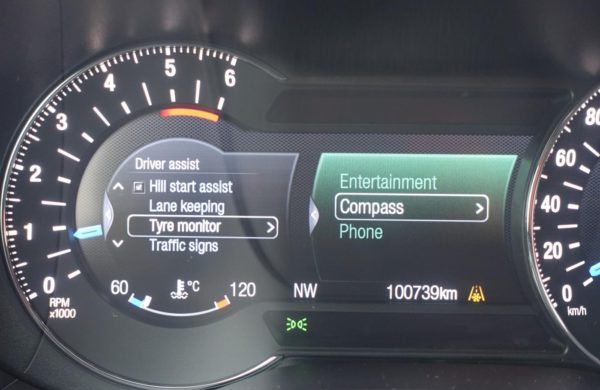 6
5
4
3
2
1
0
RPM
x1000
Driver assist
Hill start assist
Lane keeping
Tyre monitor >
Traffic signs
60 °C 120
NW
Entertainment
Compass >
Phone
100739km
80
60
40
20
0
km/h